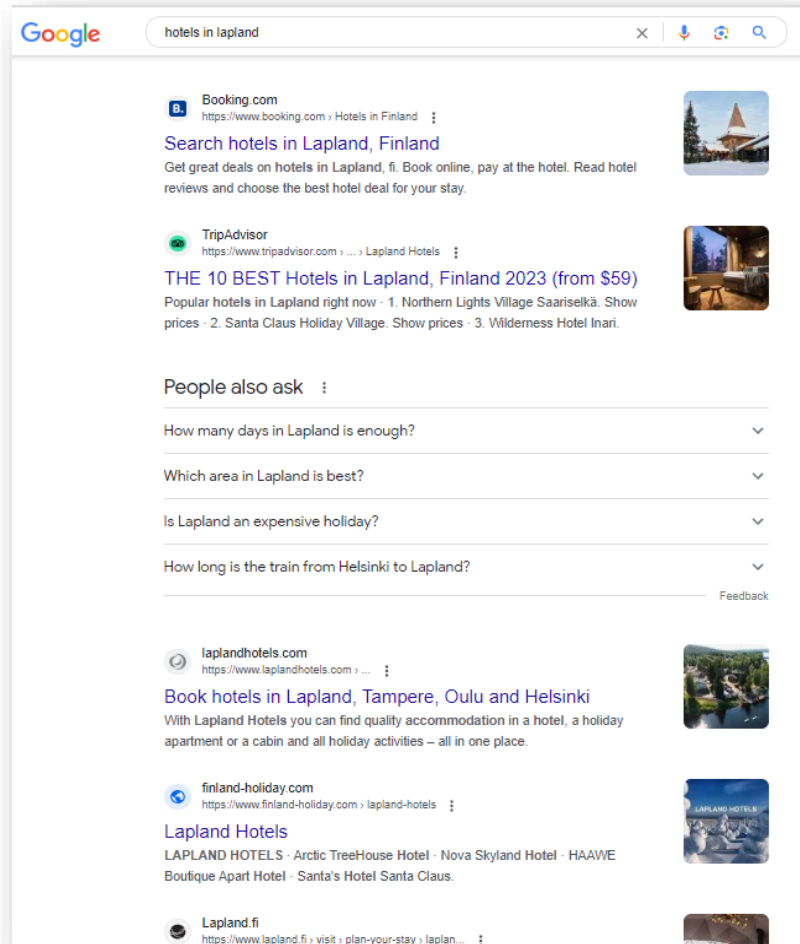 Google
hotels in lapland
Booking.com
https://www.booking.com › Hotels in Finland
Search hotels in Lapland, Finland
Get great deals on hotels in Lapland, fi. Book online, pay at the hotel. Read hotel
reviews and choose the best hotel deal for your stay.
TripAdvisor
https://www.tripadvisor.com › ... › Lapland Hotels
THE 10 BEST Hotels in Lapland, Finland 2023 (from $59)
Popular hotels in Lapland right now · 1. Northern Lights Village Saariselkä. Show
prices · 2. Santa Claus Holiday Village. Show prices · 3. Wilderness Hotel Inari.
People also ask
How many days in Lapland is enough?
Which area in Lapland is best?
Is Lapland an expensive holiday?
How long is the train from Helsinki to Lapland?
Feedback
laplandhotels.com
https://www.laplandhotels.com › ...
Book hotels in Lapland, Tampere, Oulu and Helsinki
With Lapland Hotels you can find quality accommodation in a hotel, a holiday
apartment or a cabin and all holiday activities – all in one place.
finland-holiday.com
https://www.finland-holiday.com › lapland-hotels
Lapland Hotels
LAPLAND HOTELS · Arctic TreeHouse Hotel · Nova Skyland Hotel · HAAWE
Boutique Apart Hotel · Santa's Hotel Santa Claus.
LAPLAND HOTELS
Lapland.fi
https://www.lapland.fi › visit › plan-your-stay › laplan...